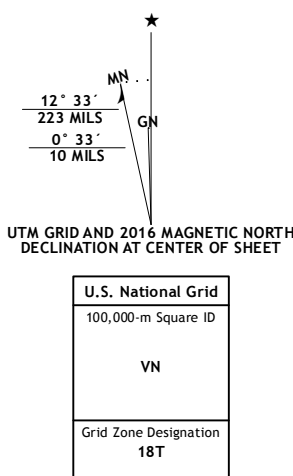 ★
MN
GN
12° 33´
223 MILS
0° 33´
10 MILS
UTM GRID AND 2016 MAGNETIC NORTH
DECLINATION AT CENTER OF SHEET
U.S. National Grid
100,000-m Square ID
VN
Grid Zone Designation
18T